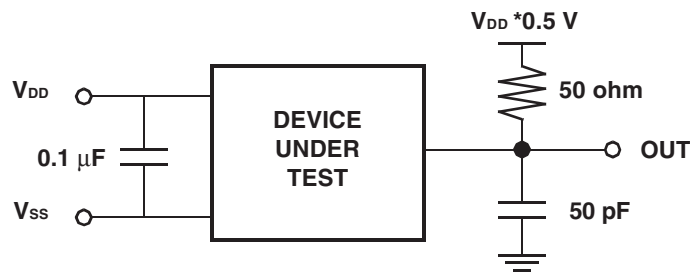 VDD *0.5 V
VDD
50 ohm
DEVICE
UNDER
TEST
0.1 μF
OUT
VSS
50 pF